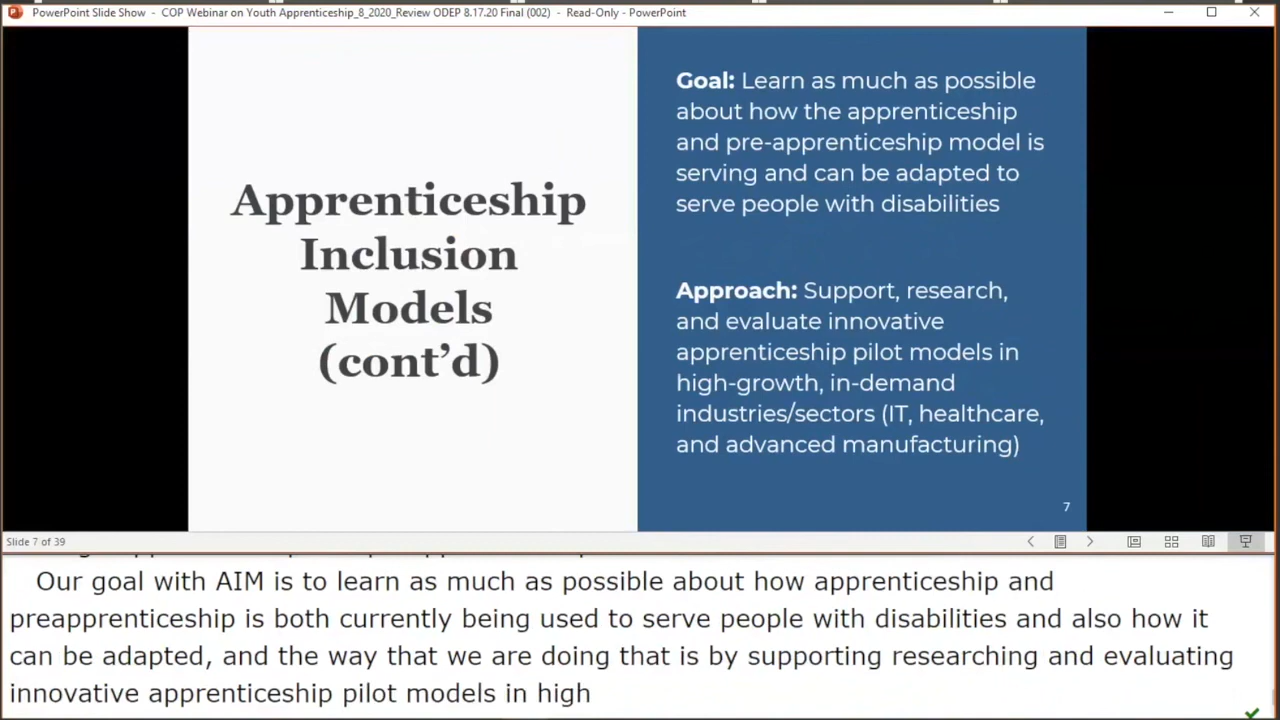 PowerPoint Slide Show - COP Webinar on Youth Apprenticeship_8_2020_Review ODEP 8.17.20 Final (002) - Read-Only - PowerPoint
Apprenticeship
Inclusion
Models
(cont’d)
Goal: Learn as much as possible
about how the apprenticeship
and pre-apprenticeship model is
serving and can be adapted to
serve people with disabilities
Approach: Support, research,
and evaluate innovative
apprenticeship pilot models in
high-growth, in-demand
industries/sectors (IT, healthcare,
and advanced manufacturing)
7
Slide 7 of 39
Our goal with AIM is to learn as much as possible about how apprenticeship and
preapprenticeship is both currently being used to serve people with disabilities and also how it
can be adapted, and the way that we are doing that is by supporting researching and evaluating
innovative apprenticeship pilot models in high